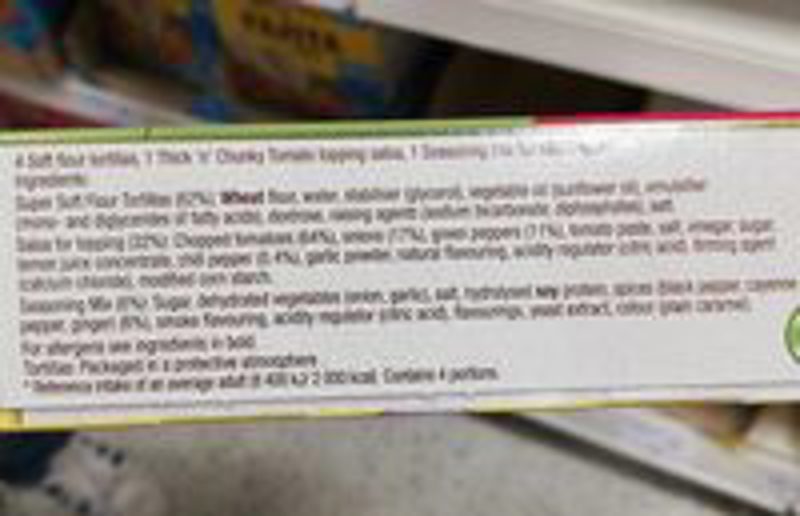 FAJITA
8 Soft flour tortillas, 1 Thick 'n' Chunky Tomato topping salsa, 1 Seasoning
Ingredients:
Super Soft Flour Tortillas (62%): Wheat flour, water, stabiliser (glycerol), vegetable oil (sunflower oil), emulsifier
(mono- and diglycerides of fatty acids), dextrose, raising agents (sodium bicarbonate, diphosphates), salt.
Salsa for topping (32%): Chopped tomatoes (64%), onions (17%), green peppers (11%), tomato paste, salt, vinegar, sugar,
lemon juice concentrate, chilli pepper (0.4%), garlic powder, natural flavouring, acidity regulator (citric acid), firming agent
(calcium chloride), modified corn starch.
Seasoning Mix (6%): Sugar, dehydrated vegetables (onion, garlic), salt, hydrolysed soy protein, spices (black pepper, cayenne
pepper, ginger) (6%), smoke flavouring, acidity regulator (citric acid), flavourings, yeast extract, colour (plain caramel).
For allergens see ingredients in bold.
Tortillas: Packaged in a protective atmosphere
* Reference intake of an average adult (8 400 kJ/ 2 000 kcal). Contains 4 portions.